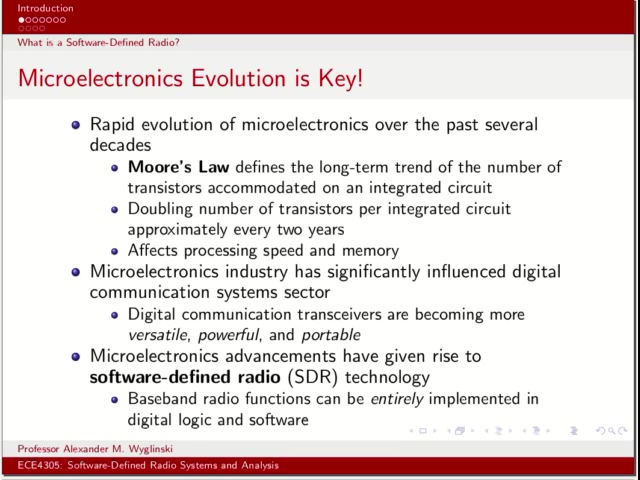 Introduction
What is a Software-Defined Radio?
Microelectronics Evolution is Key!
Rapid evolution of microelectronics over the past several
decades
Moore's Law defines the long-term trend of the number of
transistors accommodated on an integrated circuit
Doubling number of transistors per integrated circuit
approximately every two years
Affects processing speed and memory
Microelectronics industry has significantly influenced digital
communication systems sector
Digital communication transceivers are becoming more
versatile, powerful, and portable
Microelectronics advancements have given rise to
software-defined radio (SDR) technology
Baseband radio functions can be entirely implemented in
digital logic and software
Professor Alexander M. Wyglinski
ECE4305: Software-Defined Radio Systems and Analysis